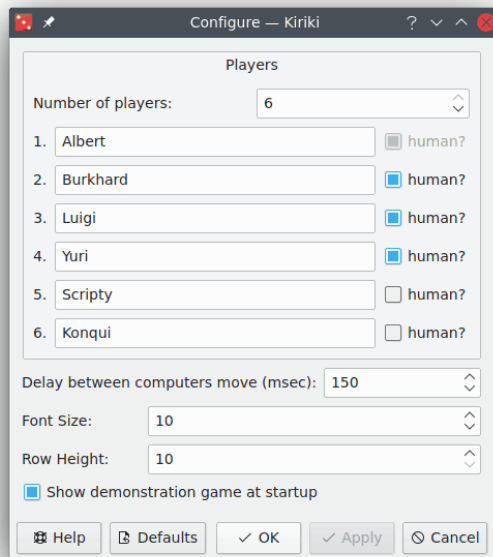 Configure — Kiriki
Players
Number of players: 6
1. Albert human?
2. Burkhard human?
3. Luigi human?
4. Yuri human?
5. Scripty human?
6. Konqui human?
Delay between computers move (msec): 150
Font Size: 10
Row Height: 10
Show demonstration game at startup
Help Defaults OK Apply Cancel